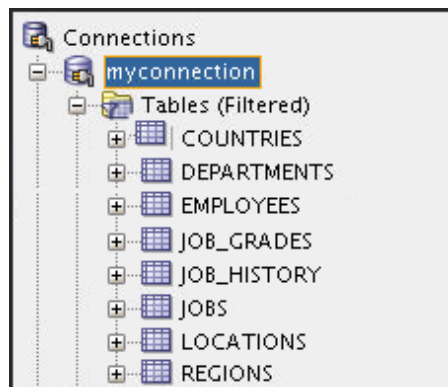 Connections
myconnection
Tables (Filtered)
COUNTRIES
DEPARTMENTS
EMPLOYEES
JOB_GRADES
JOB_HISTORY
JOBS
LOCATIONS
REGIONS